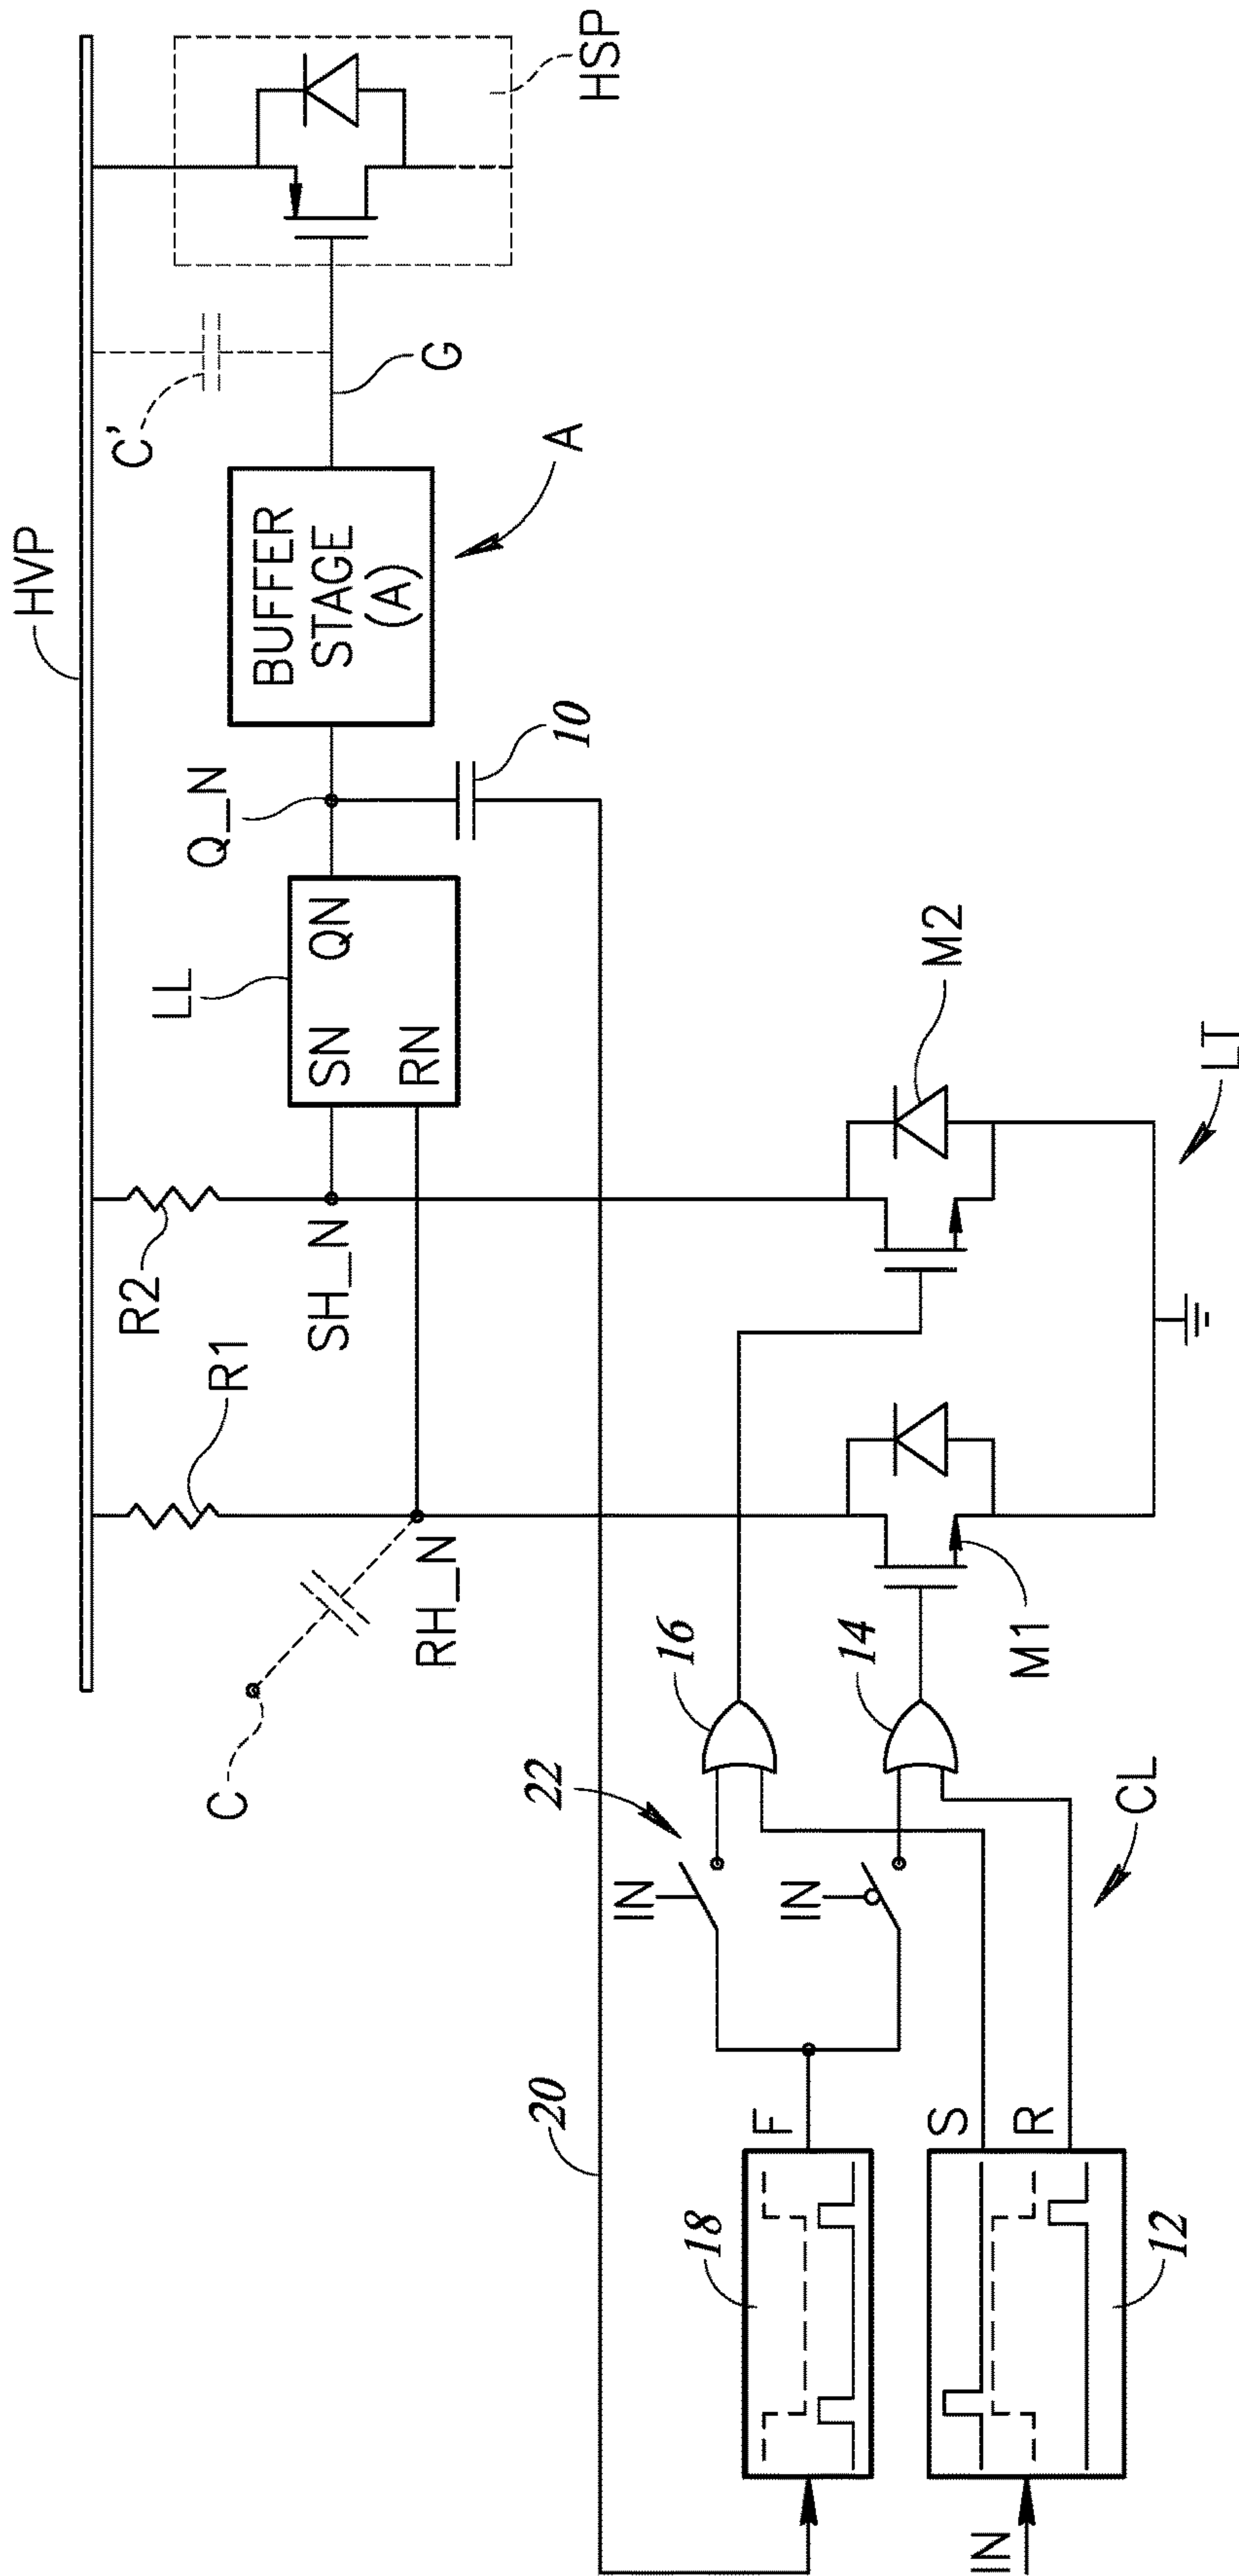 HVP
HSP
C'
G
BUFFER
STAGE
(A)
A
Q_N
10
LL
SN QN
RN
R2
SH_N
R1
RH_N
C
M2
LT
M1
16
14
22
IN
IN
CL
20
F
18
S
R
12
IN